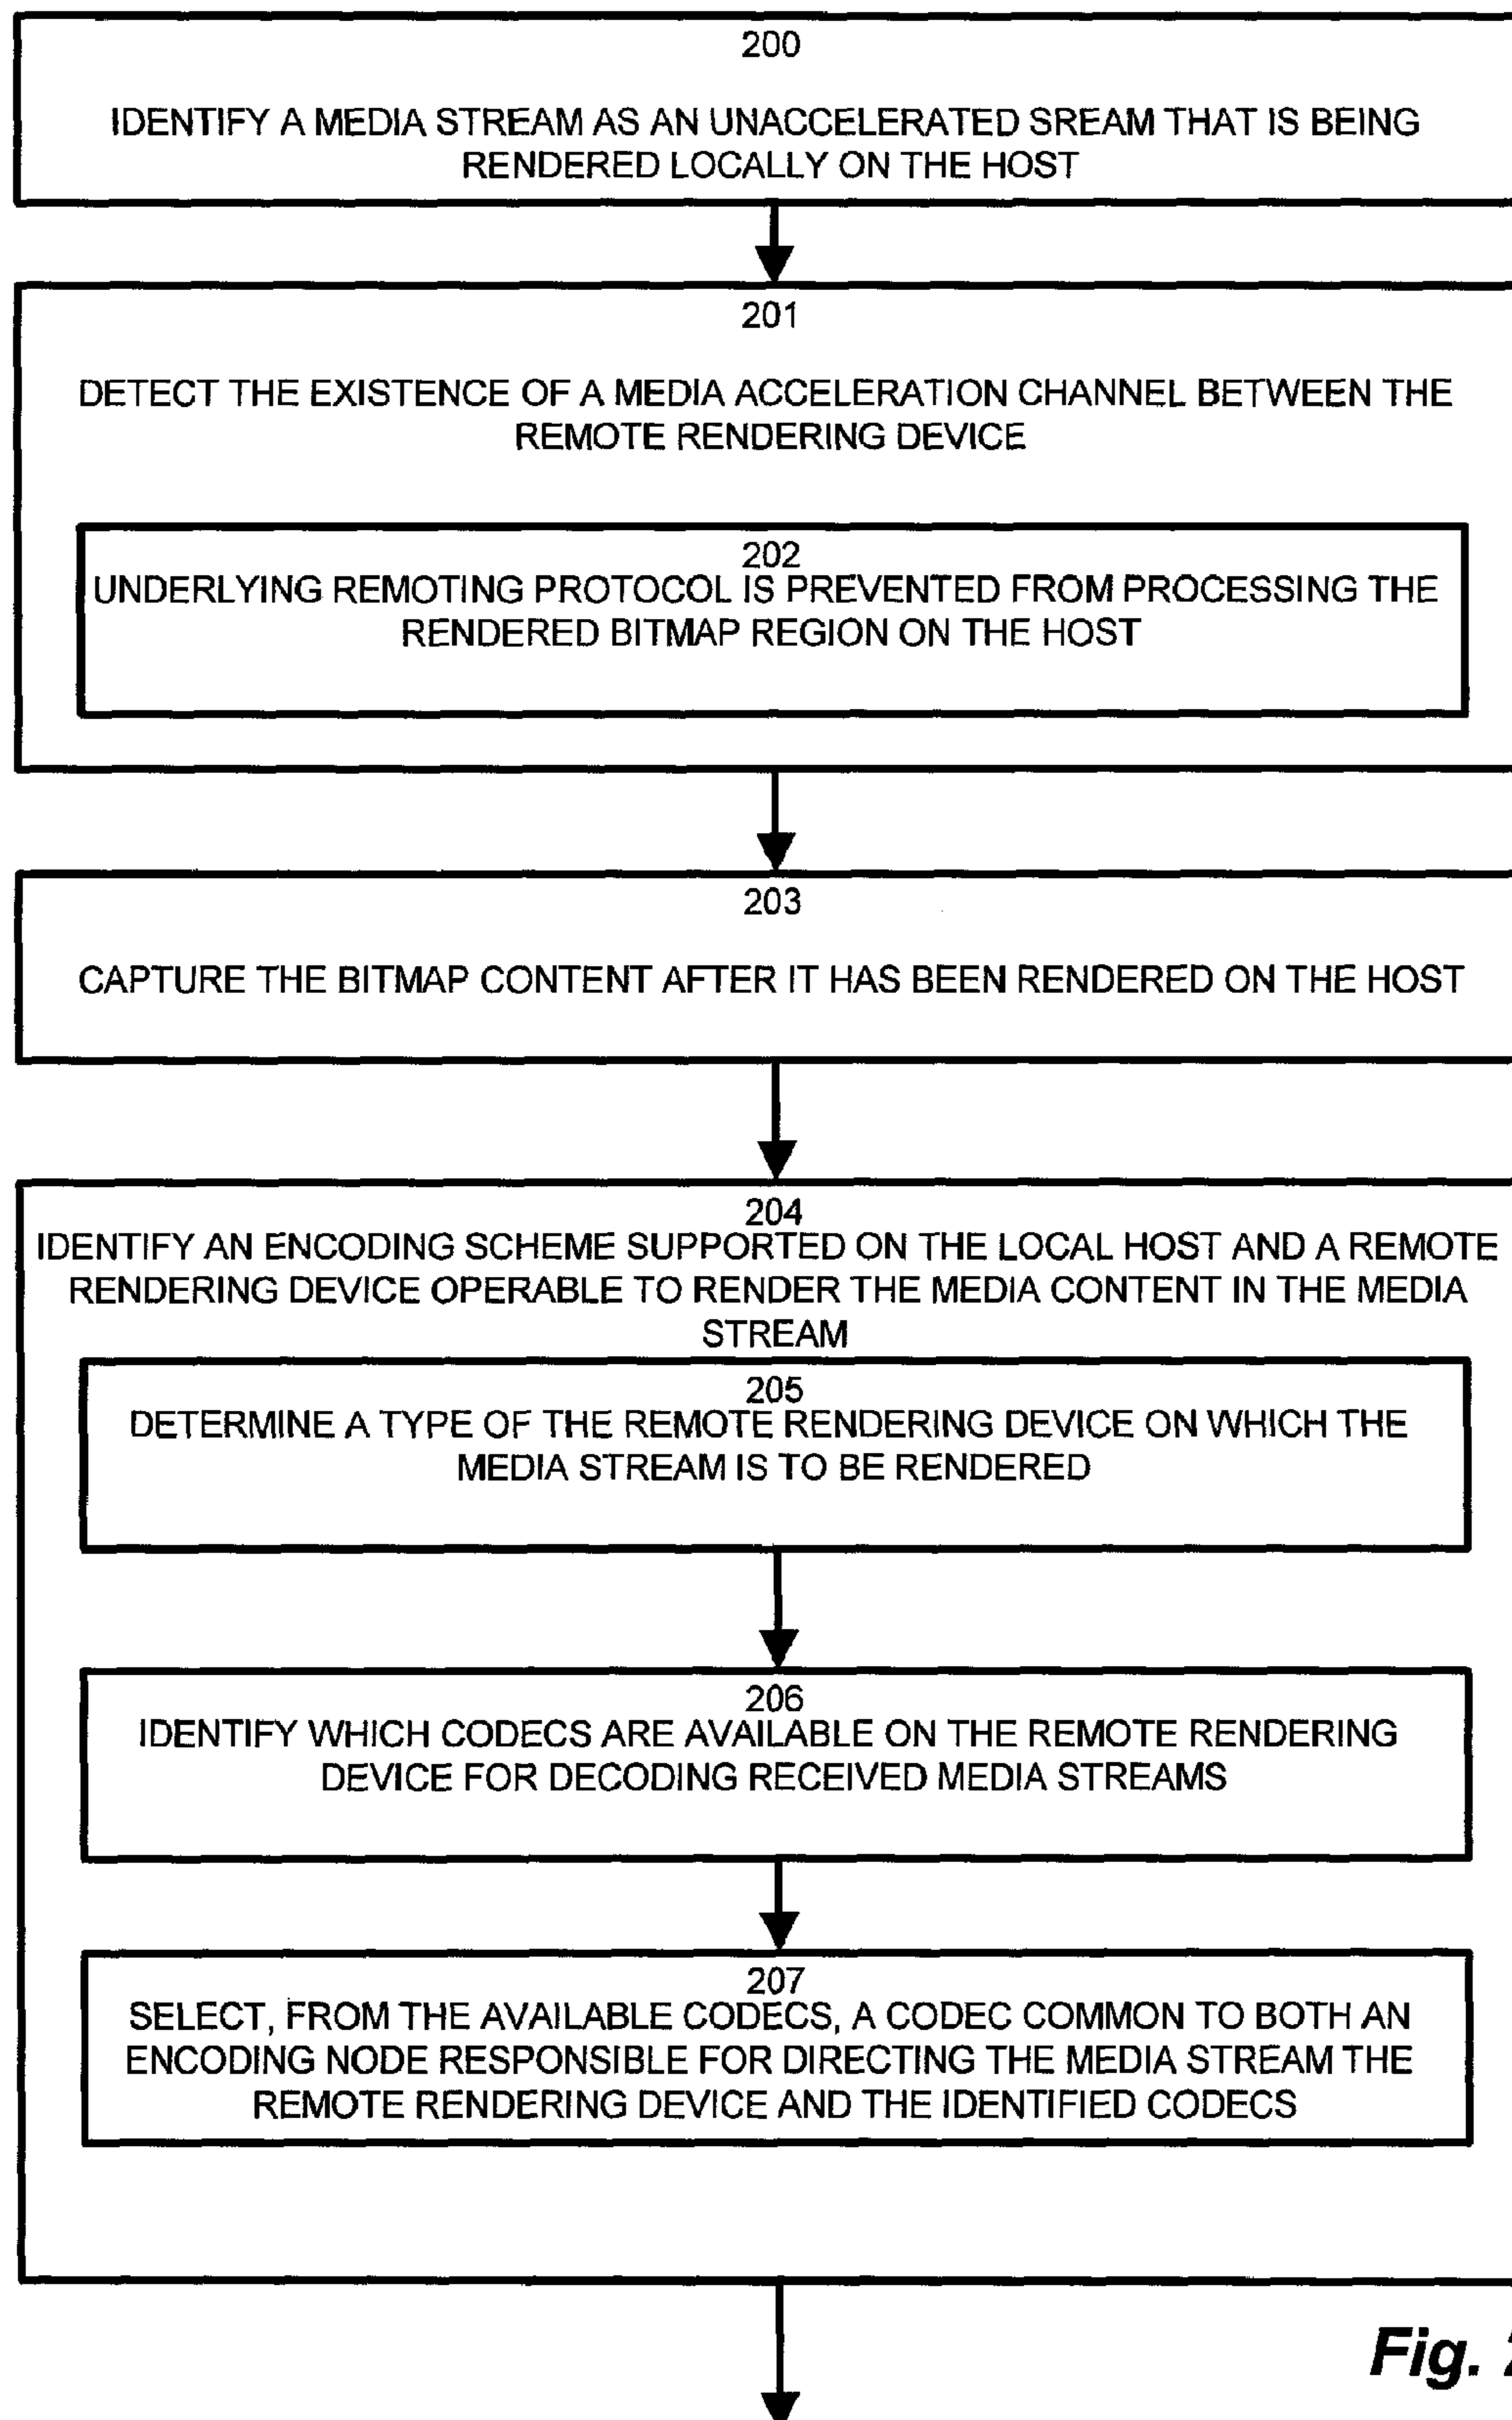 200
IDENTIFY A MEDIA STREAM AS AN UNACCELERATED SREAM THAT IS BEING
RENDERED LOCALLY ON THE HOST
201
DETECT THE EXISTENCE OF A MEDIA ACCELERATION CHANNEL BETWEEN THE
REMOTE RENDERING DEVICE
202
UNDERLYING REMOTING PROTOCOL IS PREVENTED FROM PROCESSING THE
RENDERED BITMAP REGION ON THE HOST
203
CAPTURE THE BITMAP CONTENT AFTER IT HAS BEEN RENDERED ON THE HOST
204
IDENTIFY AN ENCODING SCHEME SUPPORTED ON THE LOCAL HOST AND A REMOTE
RENDERING DEVICE OPERABLE TO RENDER THE MEDIA CONTENT IN THE MEDIA
STREAM
205
DETERMINE A TYPE OF THE REMOTE RENDERING DEVICE ON WHICH THE
MEDIA STREAM IS TO BE RENDERED
206
IDENTIFY WHICH CODECS ARE AVAILABLE ON THE REMOTE RENDERING
DEVICE FOR DECODING RECEIVED MEDIA STREAMS
207
SELECT, FROM THE AVAILABLE CODECS, A CODEC COMMON TO BOTH AN
ENCODING NODE RESPONSIBLE FOR DIRECTING THE MEDIA STREAM THE
REMOTE RENDERING DEVICE AND THE IDENTIFIED CODECS
Fig.